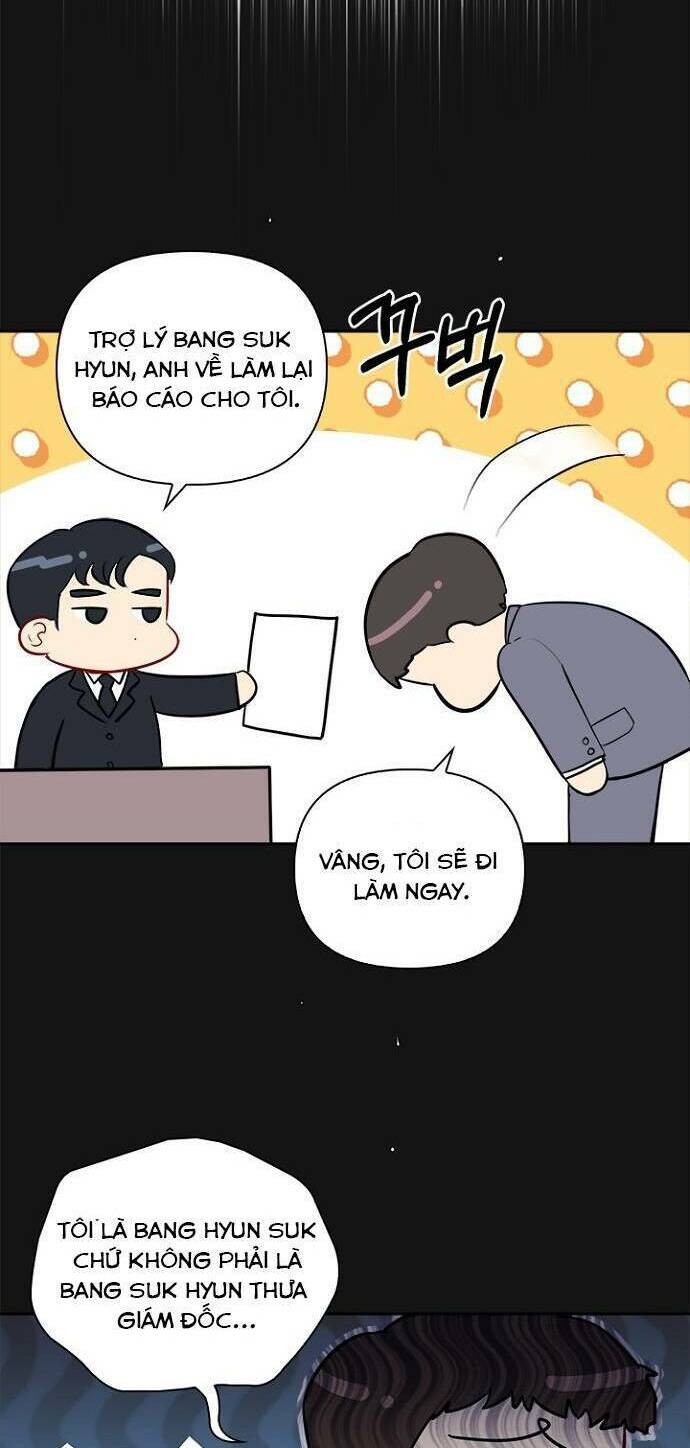 TRỢ LÝ BANG SUK
HYUN, ANH VỀ LÀM LẠI
BÁO CÁO CHO TÔI.
꾸벅
VÂNG, TÔI SẼ ĐI
LÀM NGAY.
TÔI LÀ BANG HYUN SUK
CHỨ KHÔNG PHẢI LÀ
BANG SUK HYUN THƯA
GIÁM ĐỐC...